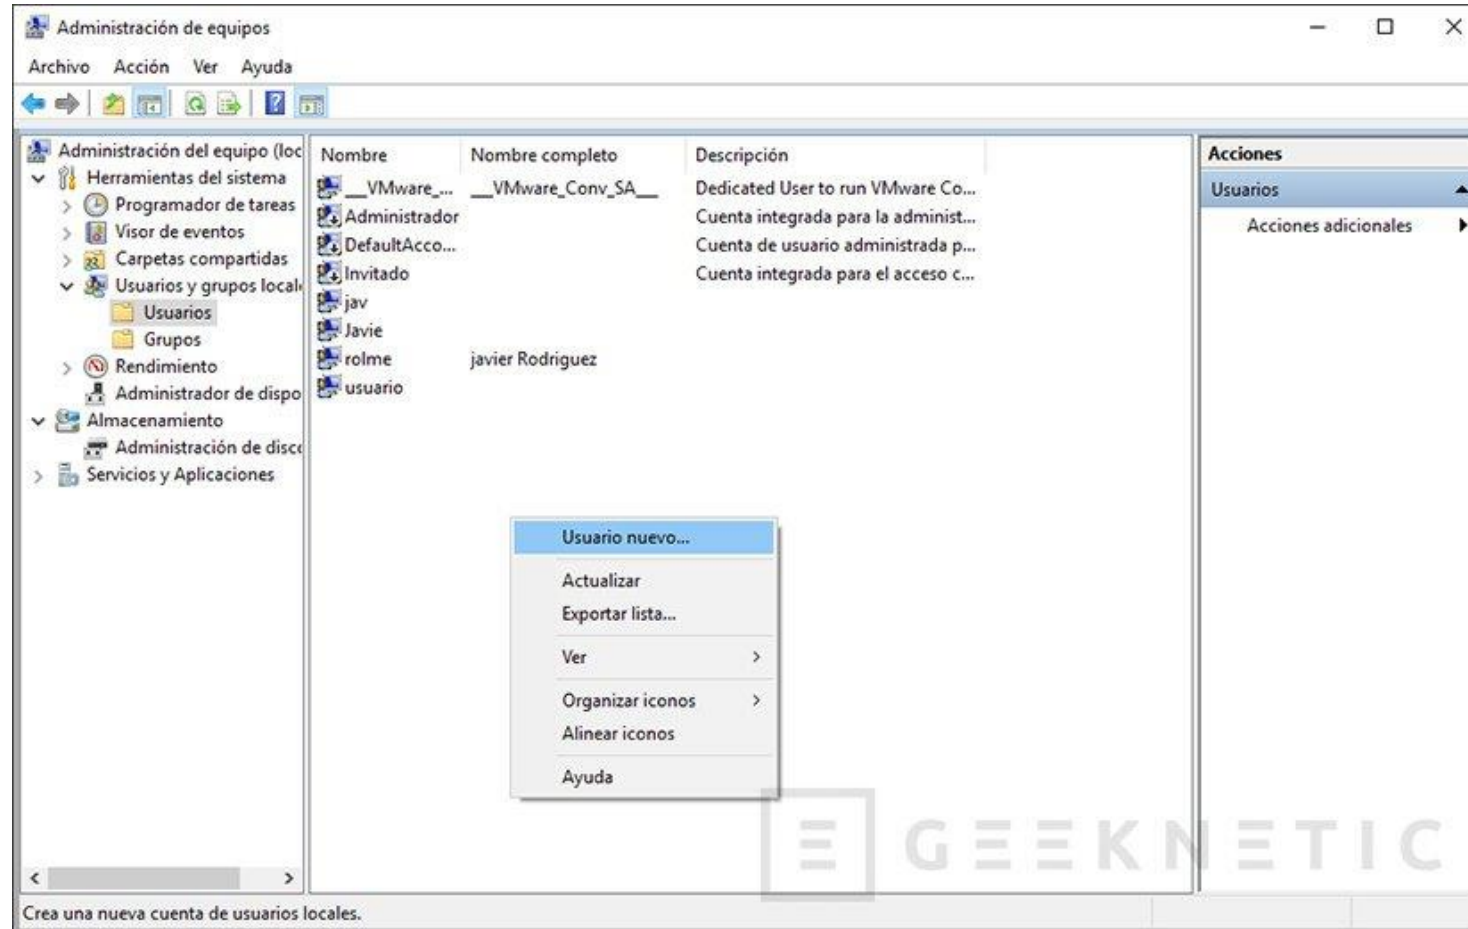 Administración de equipos
Archivo Acción Ver Ayuda
Administración del equipo (loc
Herramientas del sistema
Programador de tareas
Visor de eventos
Carpetas compartidas
Usuarios y grupos local
Usuarios
Grupos
Rendimiento
Administrador de dispo
Almacenamiento
Administración de disco
Servicios y Aplicaciones
Nombre Nombre completo Descripción
__VMware_... __VMware_Conv_SA__ Dedicated User to run VMware Co...
Administrador Cuenta integrada para la administ...
DefaultAcco... Cuenta de usuario administrada p...
Invitado Cuenta integrada para el acceso c...
jav
Javie
rolme javier Rodriguez
usuario
Usuario nuevo...
Actualizar
Exportar lista...
Ver
Organizar iconos
Alinear iconos
Ayuda
Acciones
Usuarios
Acciones adicionales
GEEKNETIC
Crea una nueva cuenta de usuarios locales.